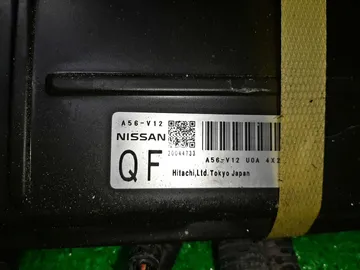 A56-V12
NISSAN
20044723
QF
A56-V12 U0A 4X2
Hitachi,Ltd.Tokyo Japan